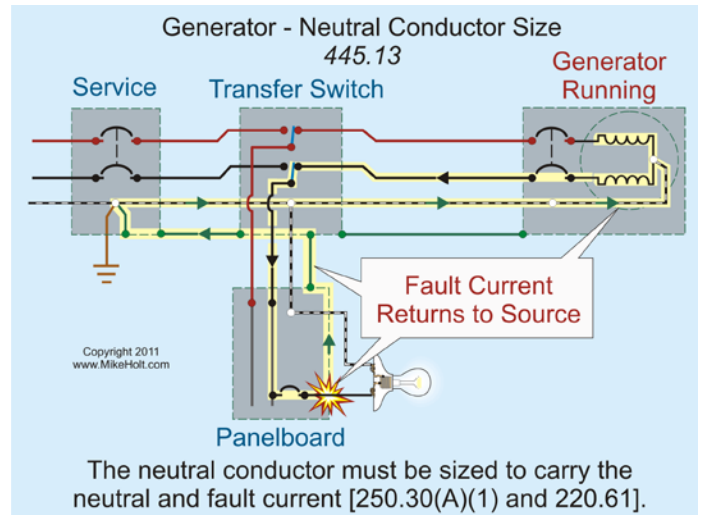 Generator - Neutral Conductor Size
445.13
Service
Transfer Switch
Generator
Running
Fault Current
Returns to Source
Copyright 2011
www.MikeHolt.com
Panelboard
The neutral conductor must be sized to carry the
neutral and fault current [250.30(A)(1) and 220.61].